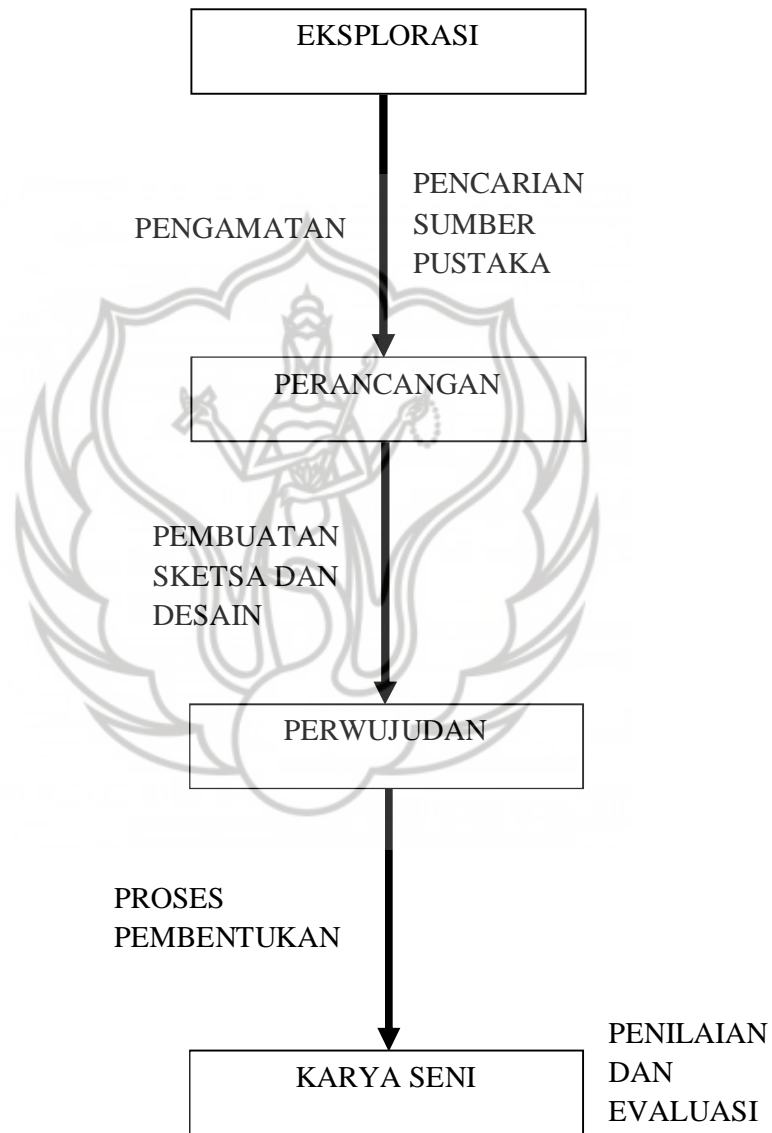 EKSPLORASI
PENGAMATAN
PENCARIAN
SUMBER
PUSTAKA
PERANCANGAN
PEMBUATAN
SKETSA DAN
DESAIN
PERWUJUDAN
PROSES
PEMBENTUKAN
KARYA SENI
PENILAIAN
DAN
EVALUASI